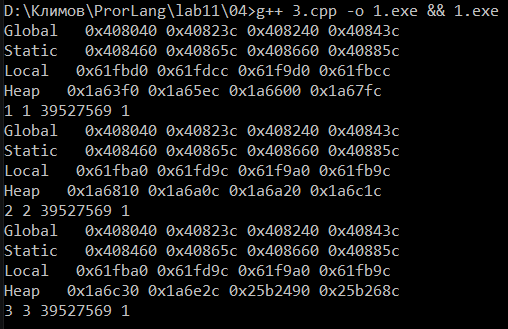 D:\Климов\ProrLang\lab11\04>g++ 3.cpp -o 1.exe && 1.exe
Global   0x408040 0x40823c 0x408240 0x40843c
Static   0x408460 0x40865c 0x408660 0x40885c
Local   0x61fbd0 0x61fdcc 0x61f9d0 0x61fbcc
Heap   0x1a63f0 0x1a65ec 0x1a6600 0x1a67fc
1 1 39527569 1
Global   0x408040 0x40823c 0x408240 0x40843c
Static   0x408460 0x40865c 0x408660 0x40885c
Local   0x61fba0 0x61fd9c 0x61f9a0 0x61fb9c
Heap   0x1a6810 0x1a6a0c 0x1a6a20 0x1a6c1c
2 2 39527569 1
Global   0x408040 0x40823c 0x408240 0x40843c
Static   0x408460 0x40865c 0x408660 0x40885c
Local   0x61fba0 0x61fd9c 0x61f9a0 0x61fb9c
Heap   0x1a6c30 0x1a6e2c 0x25b2490 0x25b268c
3 3 39527569 1